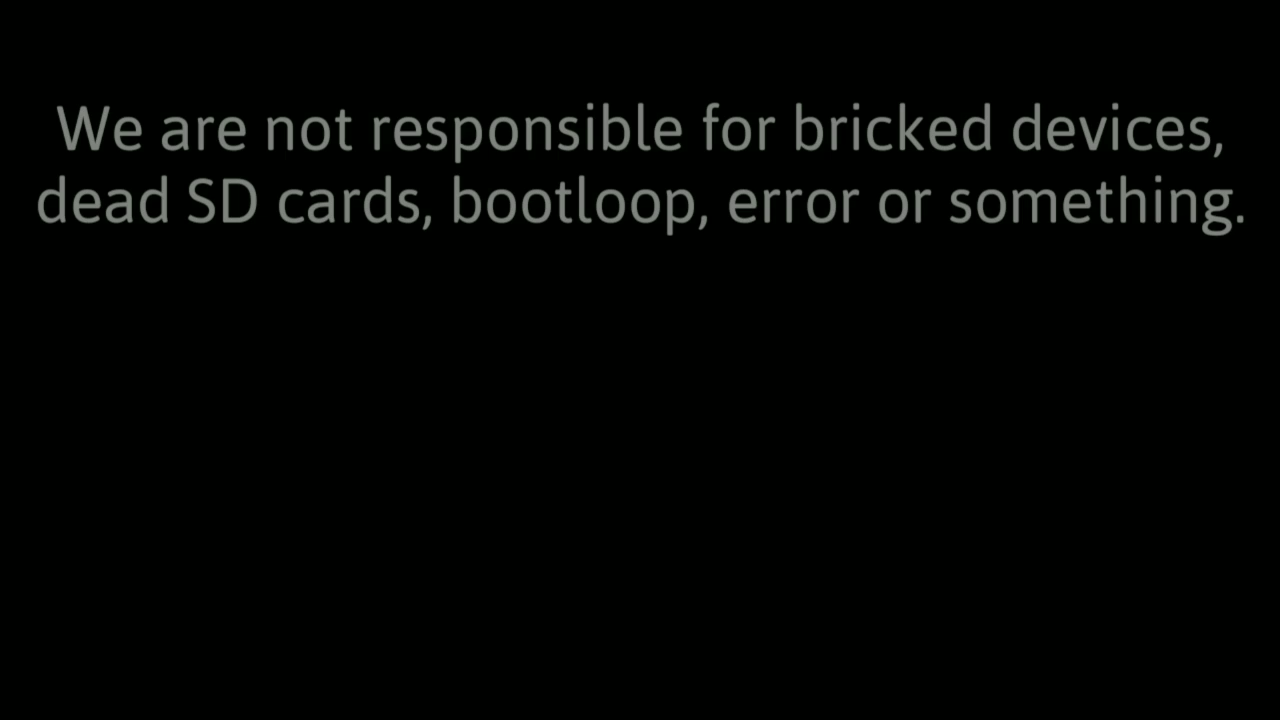 We are not responsible for bricked devices,
dead SD cards, bootloop, error or something.